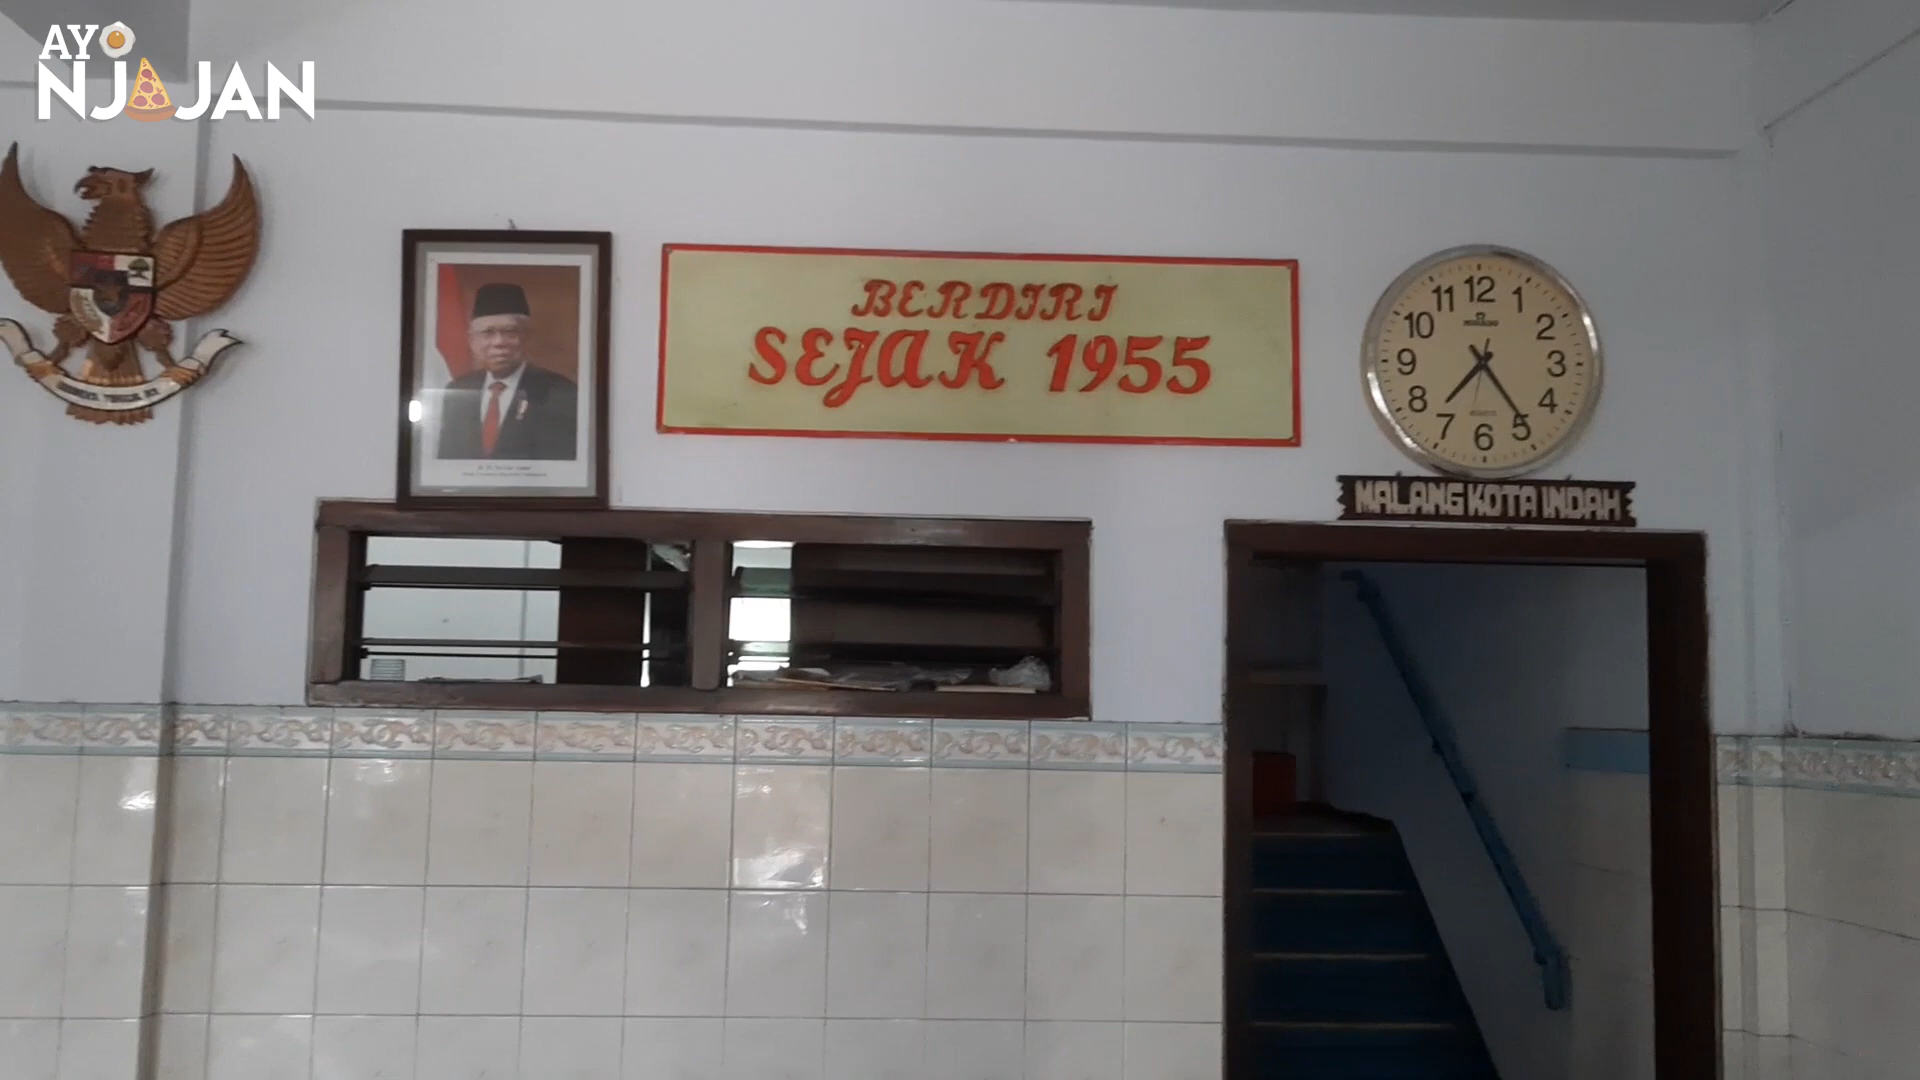 AYO
NJAJAN
BERDIRI
SEJAK 1955
12
11 1
10 2
9 3
8 4
7 5
6
MALANG KOTA INDAH